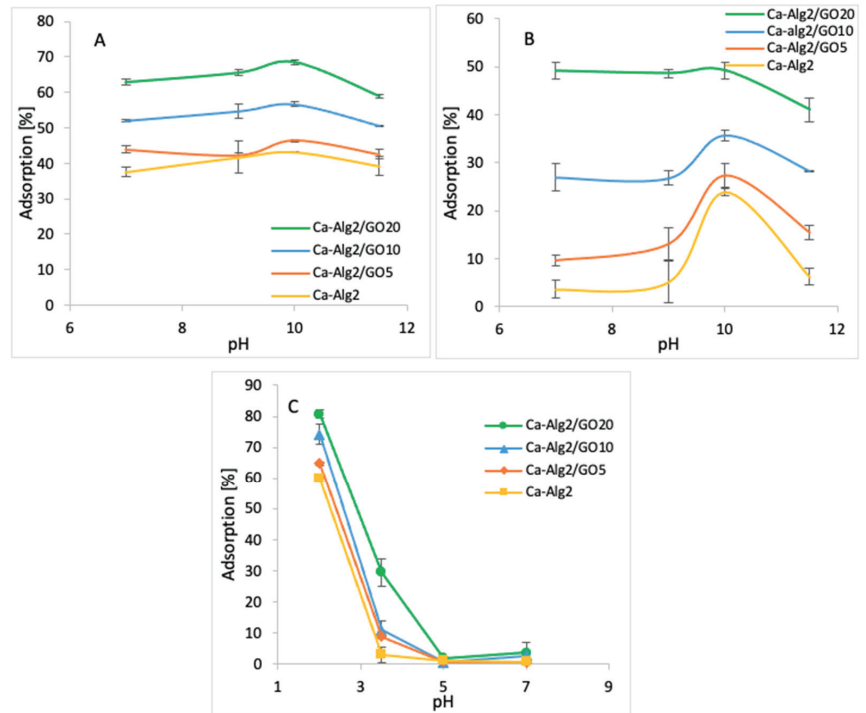 80
70
60
50
40
30
20
10
0
A
Adsorption [%]
Ca-Alg2/GO20
Ca-Alg2/GO10
Ca-Alg2/GO5
Ca-Alg2
6
8
10
12
pH
60
50
40
30
20
10
0
B
Adsorption [%]
Ca-Alg2/GO20
Ca-alg2/GO10
Ca-Alg2/GO5
Ca-Alg2
6
8
10
12
pH
90
80
70
60
50
40
30
20
10
0
C
Adsorption [%]
Ca-Alg2/GO20
Ca-Alg2/GO10
Ca-Alg2/GO5
Ca-Alg2
1
3
5
7
9
pH